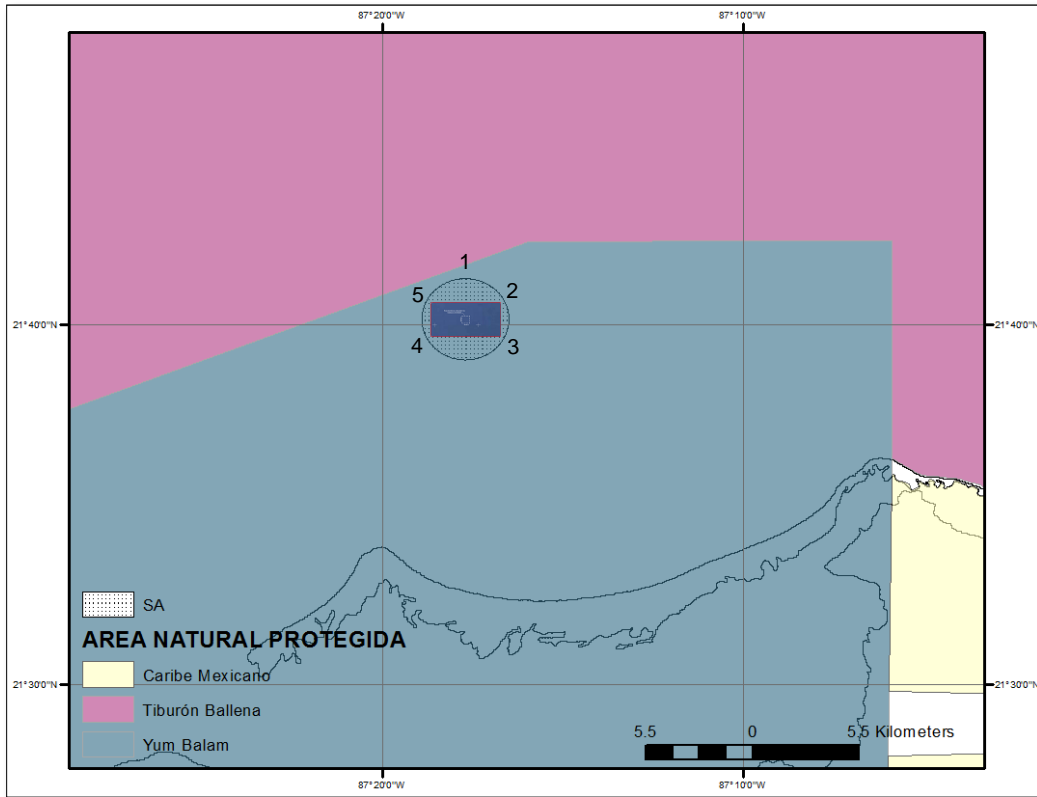 87°20'0"W 87°10'0"W
1
5 2
21°40'0"N 21°40'0"N
4 3
SA
AREA NATURAL PROTEGIDA
Caribe Mexicano
21°30'0"N 21°30'0"N
Tiburón Ballena
5.5 0 5.5 Kilometers
Yum Balam
87°20'0"W 87°10'0"W